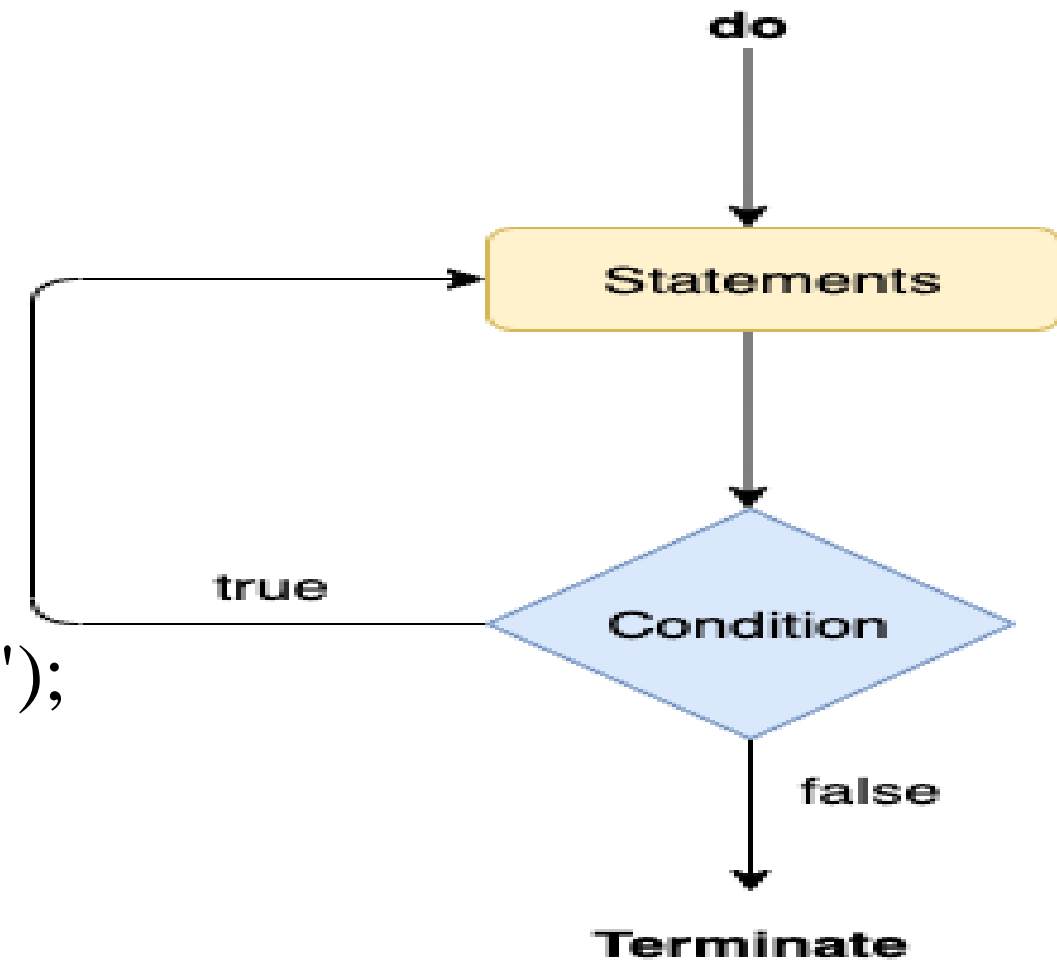 do
Statements
true
Condition
');
false
Terminate